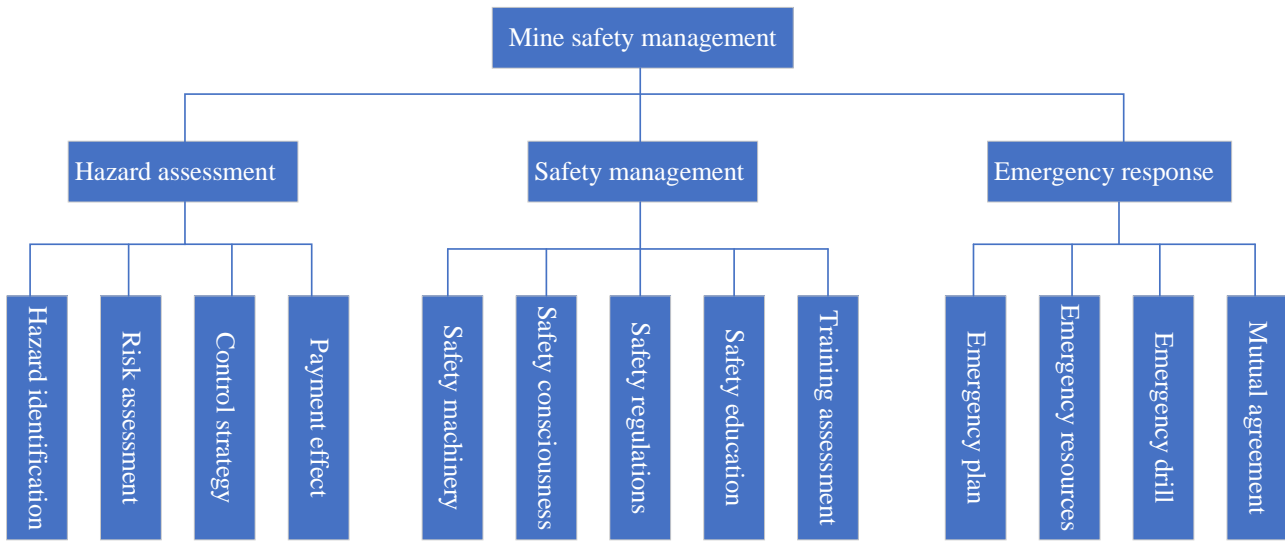 Mine safety management
Hazard assessment
Safety management
Emergency response
Hazard identification
Risk assessment
Control strategy
Payment effect
Safety machinery
Safety consciousness
Safety regulations
Safety education
Training assessment
Emergency plan
Emergency resources
Emergency drill
Mutual agreement